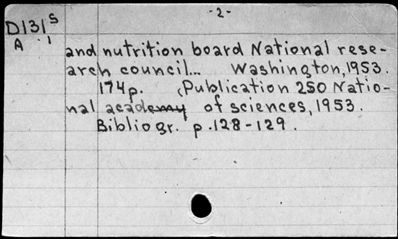 -2-
D131S
A .1
and nutrition board National rese-
arch council... Washington, 1953.
174p. (Publication 250 Natio-
nal academy of sciences, 1953.
Bibliogr. p.128-129.